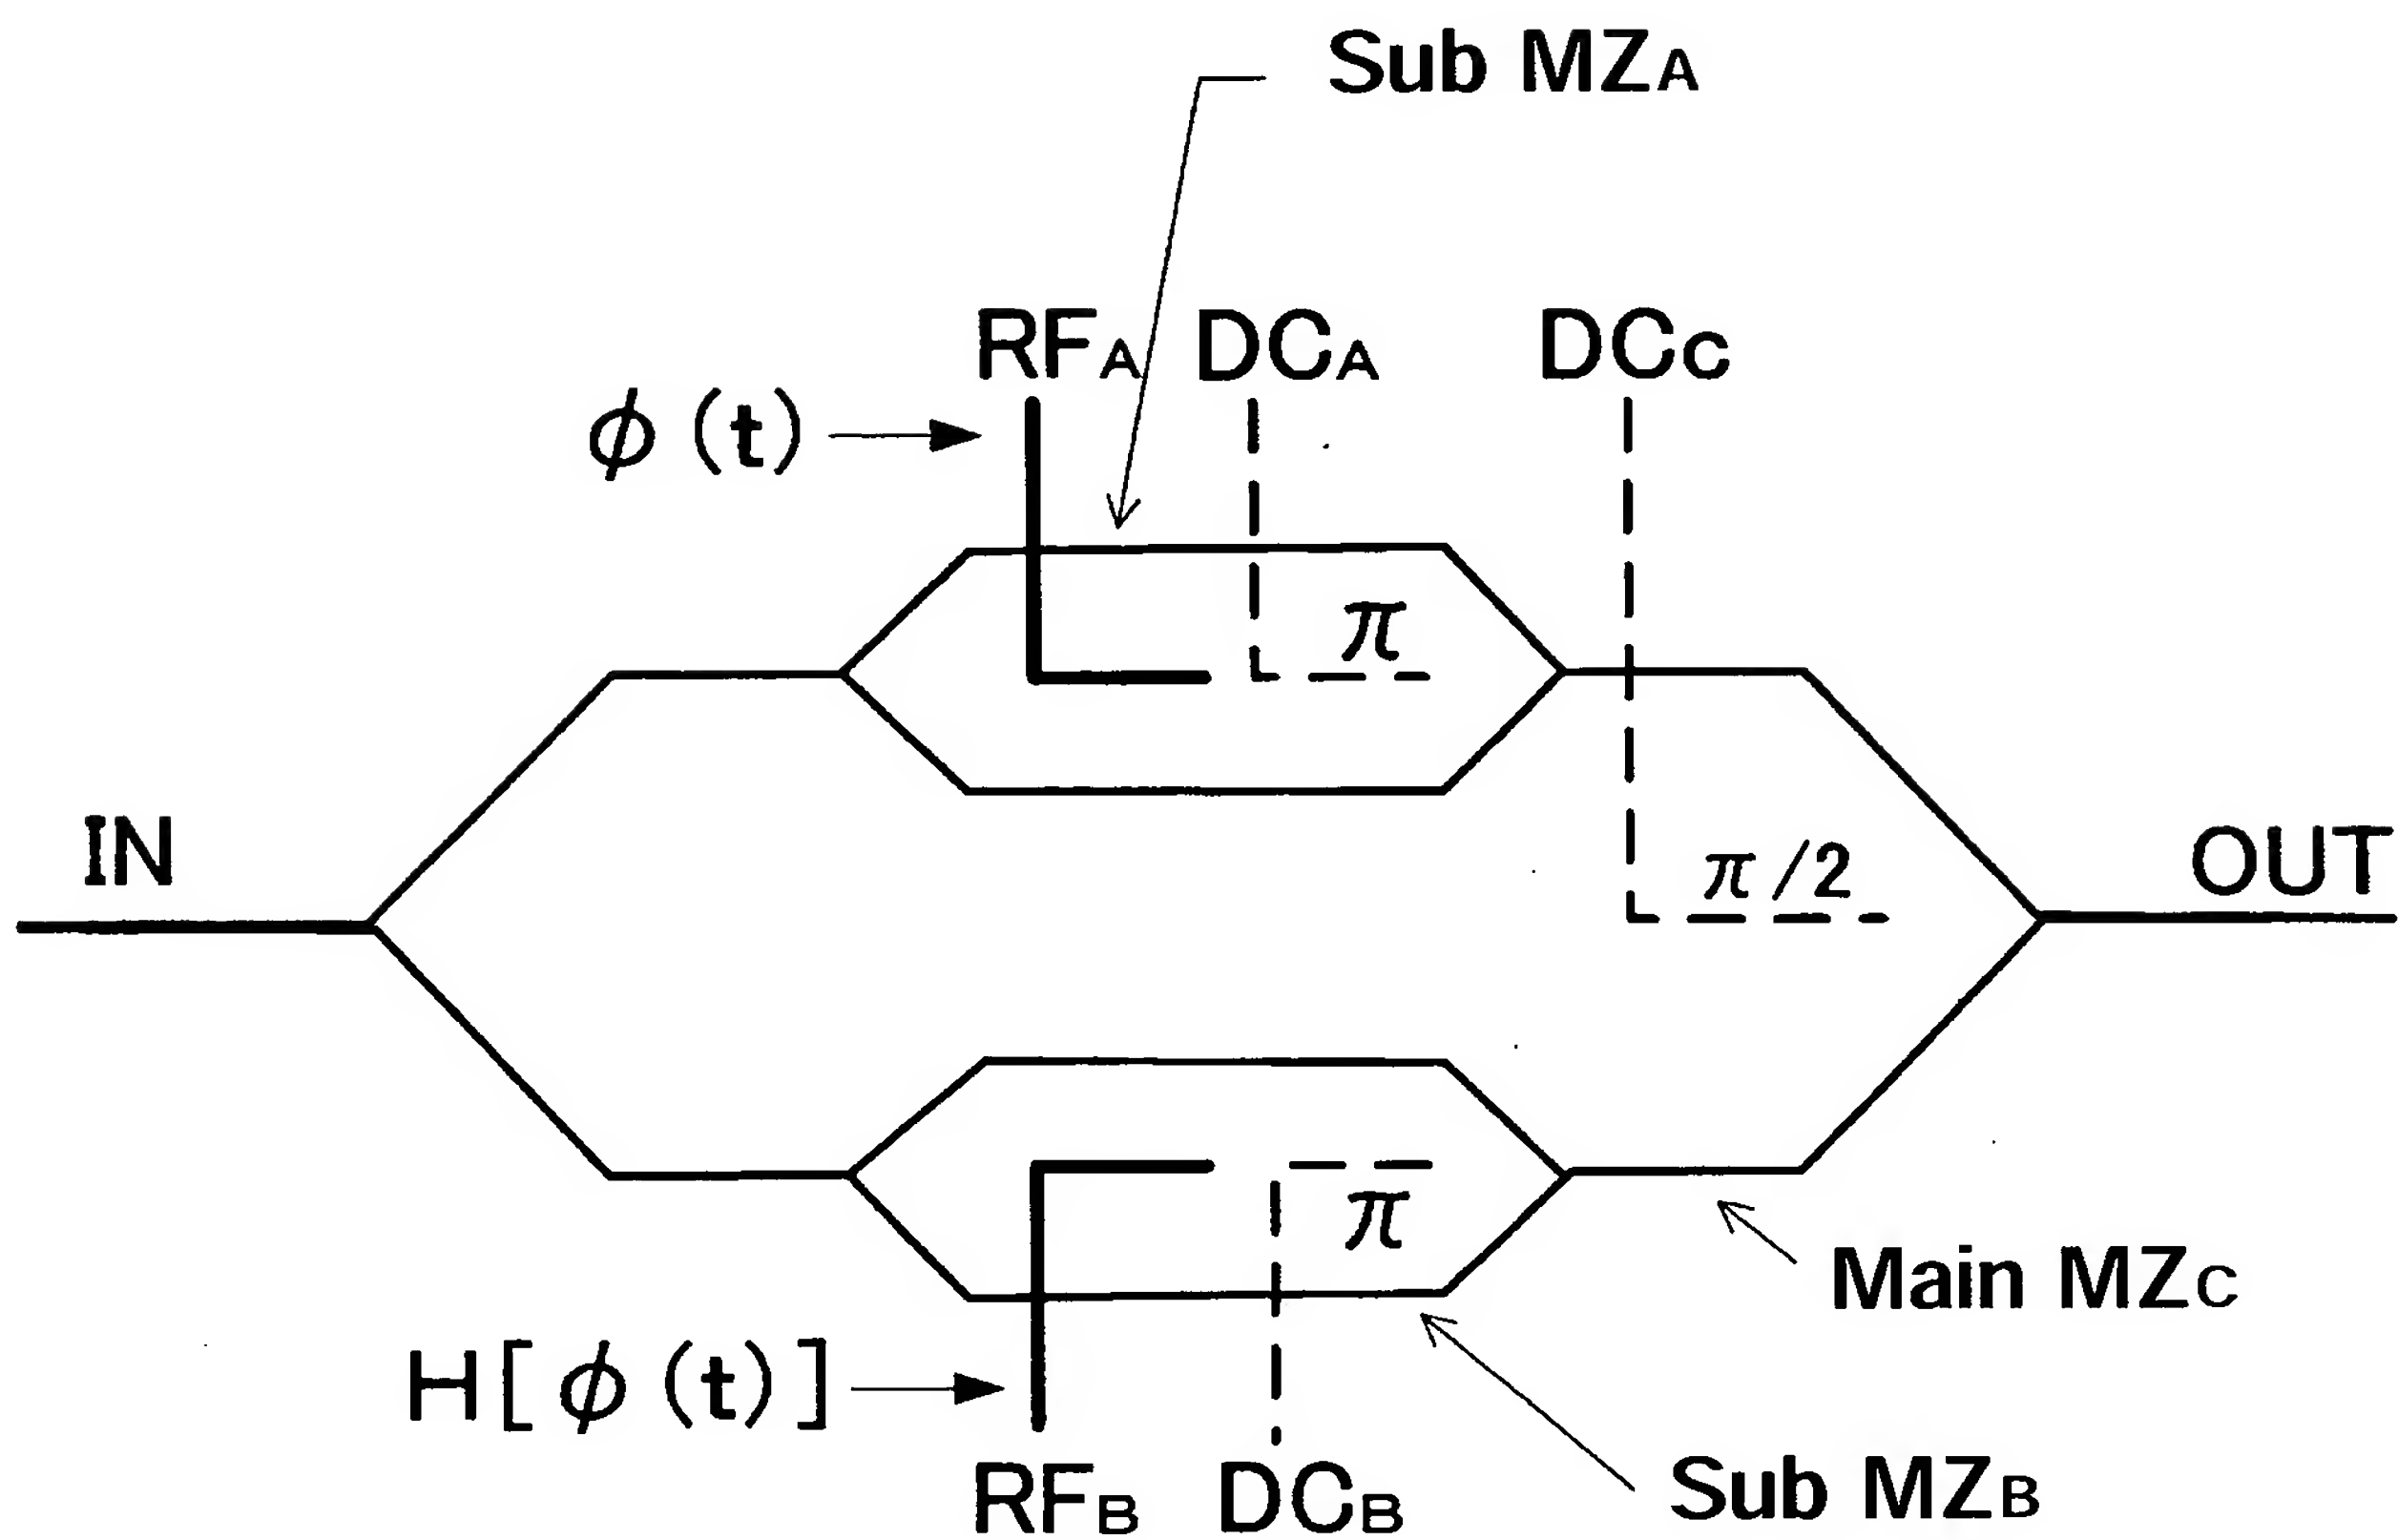 Sub MZA
RFA DCA DCC
ϕ(t)
π
IN
π/2
OUT
π
Main MZC
H[ϕ(t)]
RFB DCB
Sub MZB